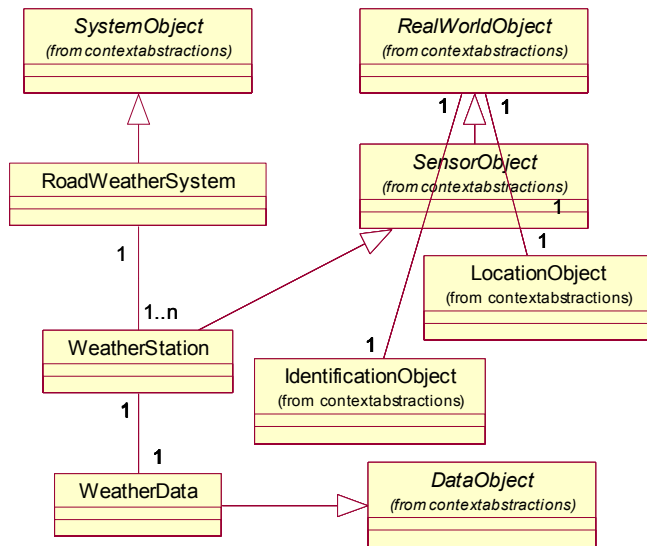 SystemObject
(from contextabstractions)
RealWorldObject
(from contextabstractions)
1
1
RoadWeatherSystem
SensorObject
(from contextabstractions)
1
1
1
LocationObject
(from contextabstractions)
1..n
WeatherStation
1
IdentificationObject
(from contextabstractions)
1
1
WeatherData
DataObject
(from contextabstractions)